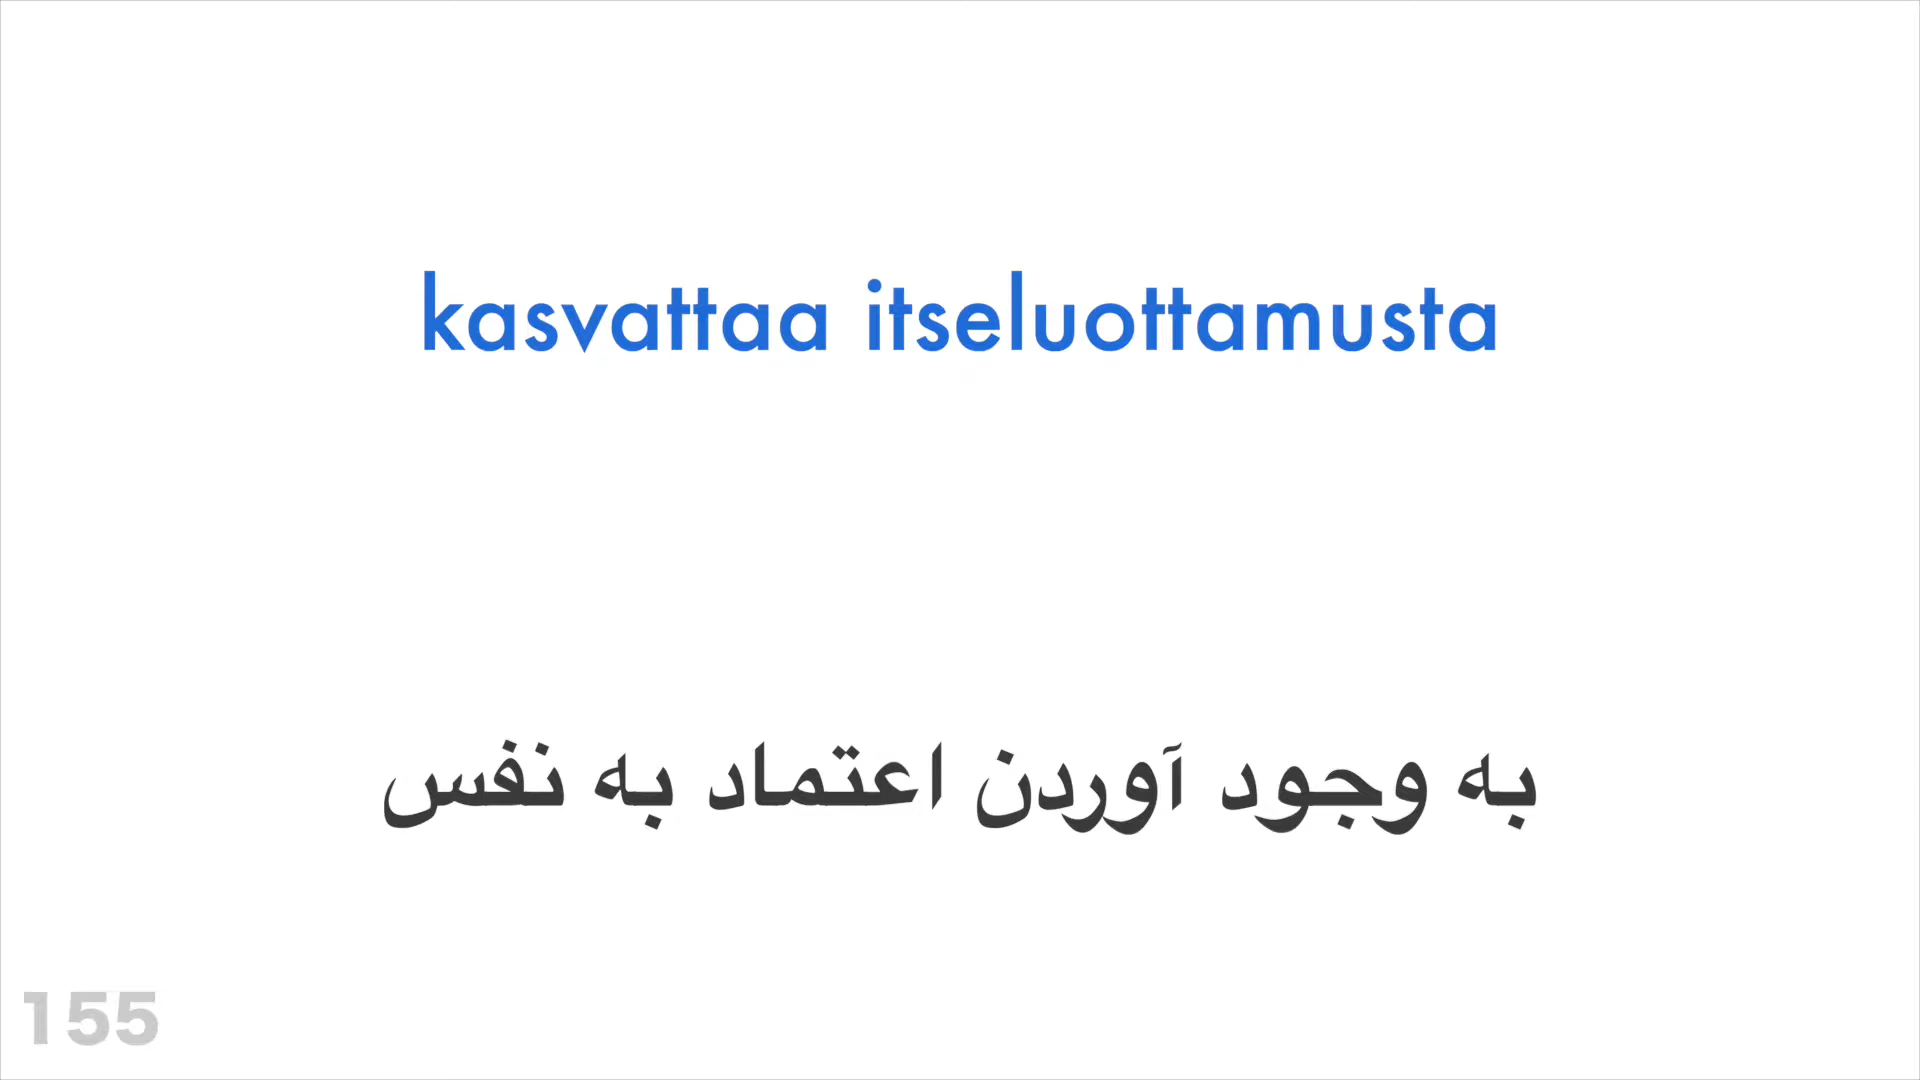 kasvattaa itseluottamusta
به وجود آوردن اعتماد به نفس
155